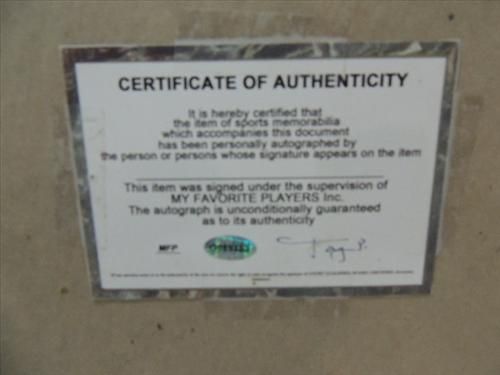 CERTIFICATE OF AUTHENTICITY
It is hereby certified that
the item of sports memorabilia
which accompanies this document
has been personally autographed by
the person or persons whose signature appears on the item
This item was signed under the supervision of
MY FAVORITE PLAYERS Inc.
The autograph is unconditionally guaranteed
as to its authenticity
MFP